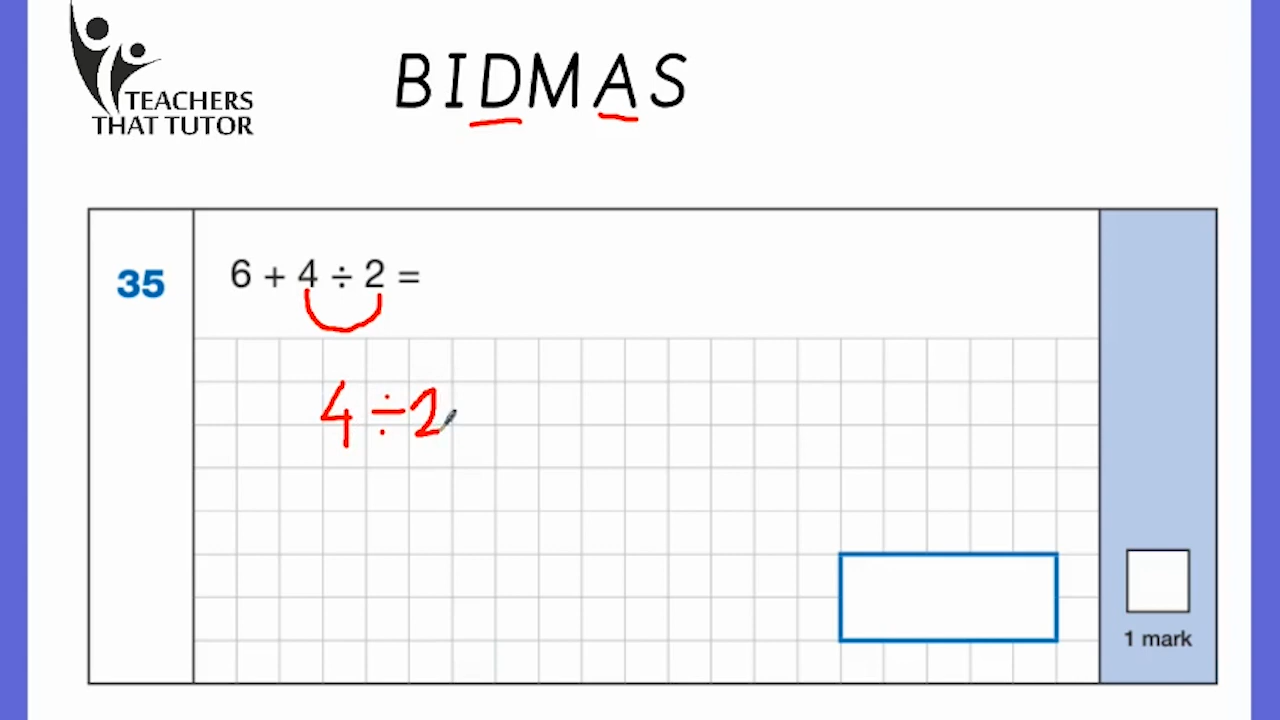 TEACHERS
THAT TUTOR
BIDMAS
35
6 + 4 ÷ 2 =
4 ÷ 2
1 mark